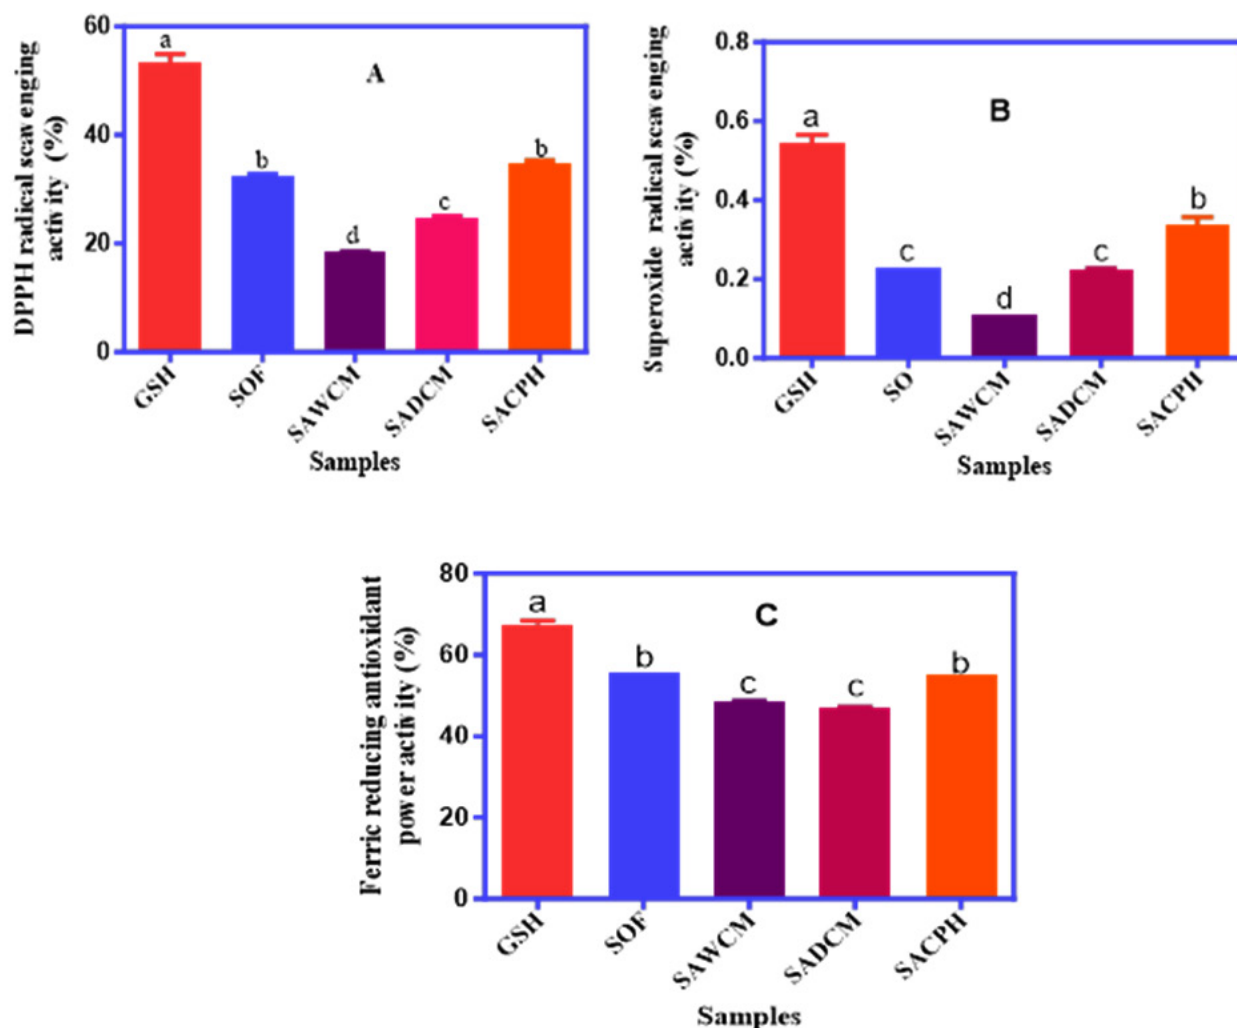 DPPH radical scavenging
activity (%)
60
40
20
0
A
a
b
d
c
b
GSH
SOF
SAWCM
SADCM
SACPH
Samples
Superoxide radical scavenging
activity (%)
0.8
0.6
0.4
0.2
0.0
B
a
c
d
c
b
GSH
SO
SAWCM
SADCM
SACPH
Samples
Ferric reducing antioxidant
power activity (%)
80
60
40
20
0
C
a
b
c
c
b
GSH
SOF
SAWCM
SADCM
SACPH
Samples